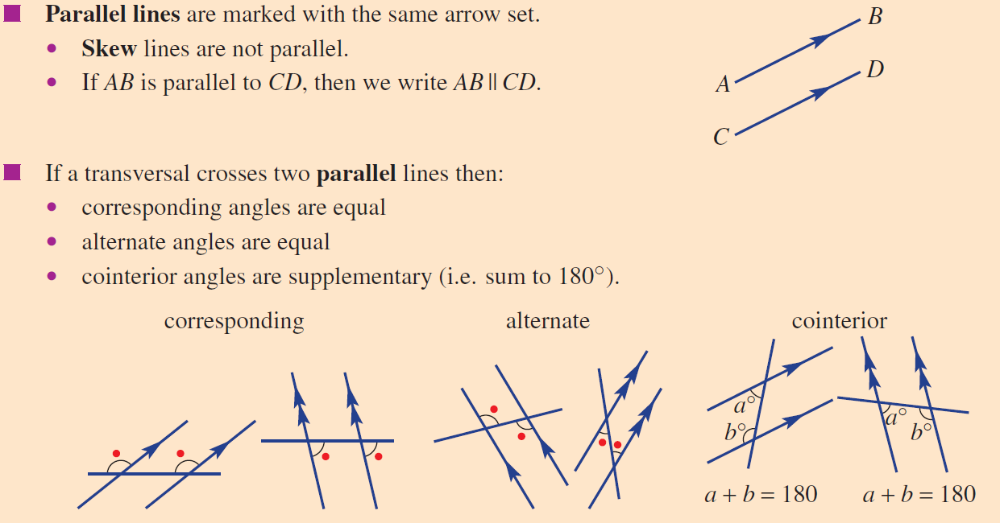 Parallel lines are marked with the same arrow set.
Skew lines are not parallel.
If AB is parallel to CD, then we write AB || CD.
A
B
C
D
If a transversal crosses two parallel lines then:
corresponding angles are equal
alternate angles are equal
cointerior angles are supplementary (i.e. sum to 180°).
corresponding
alternate
cointerior
a°
b°
a°
b°
a + b = 180
a + b = 180